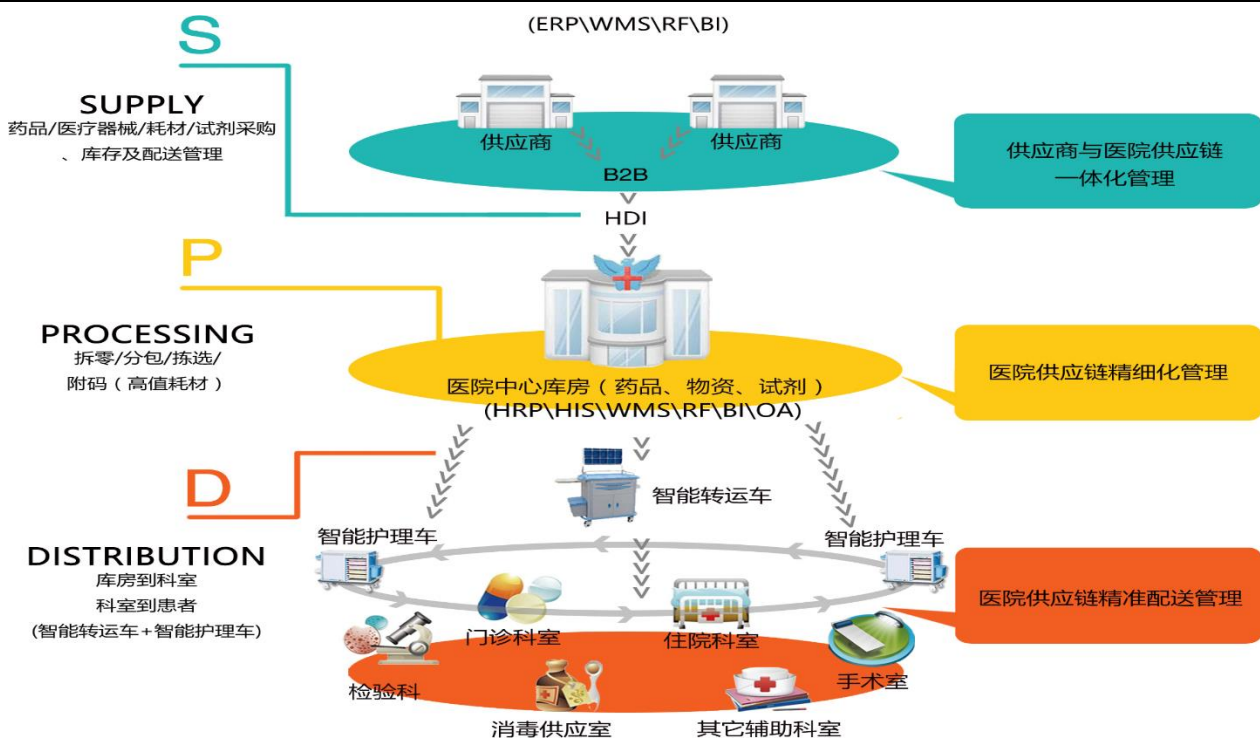 (ERP\WMS\RF\BI)
S
SUPPLY
药品/医疗器械/耗材/试剂采购
、库存及配送管理
供应商
供应商
B2B
供应商与医院供应链
一体化管理
HDI
P
PROCESSING
拆零/分包/拣选/
附码（高值耗材）
医院中心库房（药品、物资、试剂）
(HRP\HIS\WMS\RF\BI\OA)
医院供应链精细化管理
D
DISTRIBUTION
库房到科室
科室到患者
(智能转运车+智能护理车)
智能转运车
智能护理车
智能护理车
医院供应链精准配送管理
门诊科室
住院科室
检验科
手术室
消毒供应室
其它辅助科室